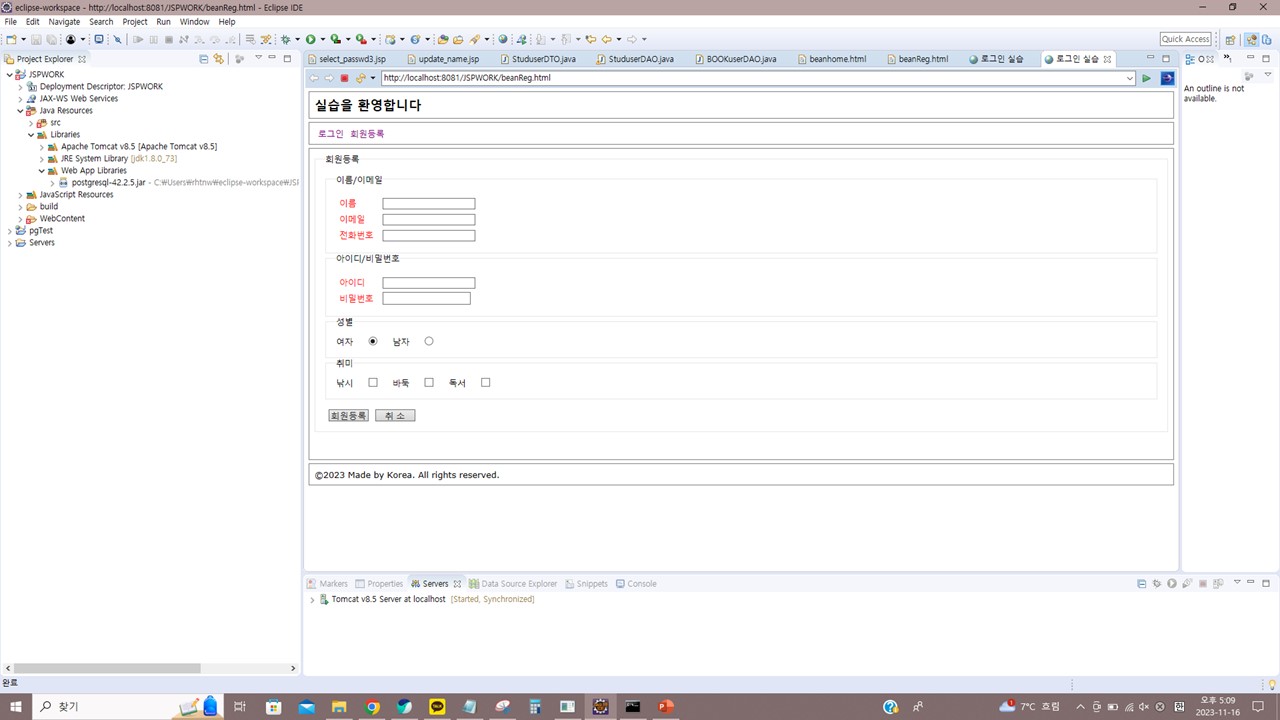 eclipse-workspace - http://localhost:8081/JSPWORK/beanReg.html - Eclipse IDE
File Edit Navigate Search Project Run Window Help
Quick Access
Project Explorer
select_passwd3.jsp update_name.jsp StuduserDTO.java StuduserDAO.java BOOKuserDAO.java beanhome.html beanReg.html 로그인 실습 로그인 실습
http://localhost:8081/JSPWORK/beanReg.html
JSPWORK
Deployment Descriptor: JSPWORK
JAX-WS Web Services
Java Resources
src
Libraries
Apache Tomcat v8.5 [Apache Tomcat v8.5]
JRE System Library [jdk1.8.0_73]
Web App Libraries
postgresql-42.2.5.jar - C:₩Users₩rhtnw₩eclipse-workspace₩JSI
JavaScript Resources
build
WebContent
pgTest
Servers
실습을 환영합니다
로그인 회원등록
회원등록
이름/이메일
이름
이메일
전화번호
아이디/비밀번호
아이디
비밀번호
성별
여자 남자
취미
낚시 바둑 독서
회원등록 취 소
©2023 Made by Korea. All rights reserved.
O
An outline is not
available.
Markers Properties Servers Data Source Explorer Snippets Console
Tomcat v8.5 Server at localhost [Started, Synchronized]
완료
찾기
7°C 흐림
오후 5:09
2023-11-16